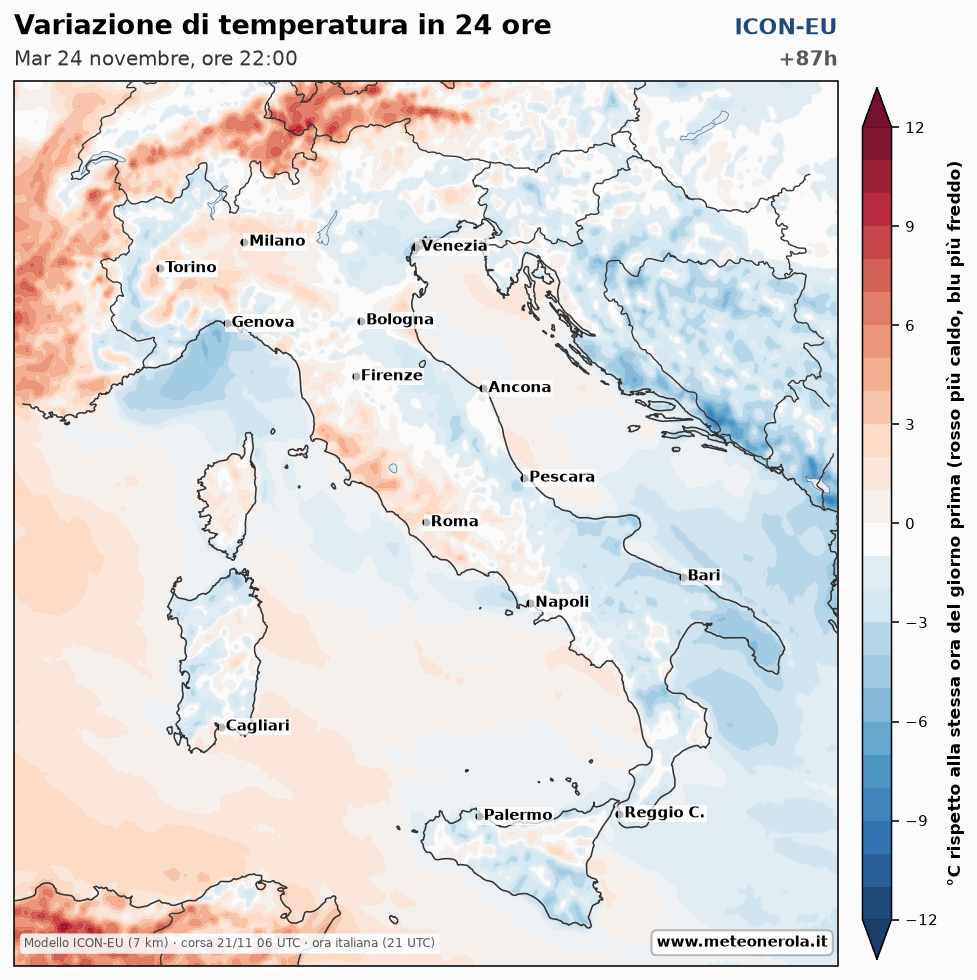 Variazione di temperatura in 24 ore
ICON-EU
Mar 24 novembre, ore 22:00
+87h
Milano
Venezia
Torino
Genova
Bologna
Firenze
Ancona
Pescara
Roma
Bari
Napoli
Cagliari
Palermo
Reggio C.
12
9
6
3
0
−3
−6
−9
−12
°C rispetto alla stessa ora del giorno prima (rosso più caldo, blu più freddo)
Modello ICON-EU (7 km) · corsa 21/11 06 UTC · ora italiana (21 UTC)
www.meteonerola.it